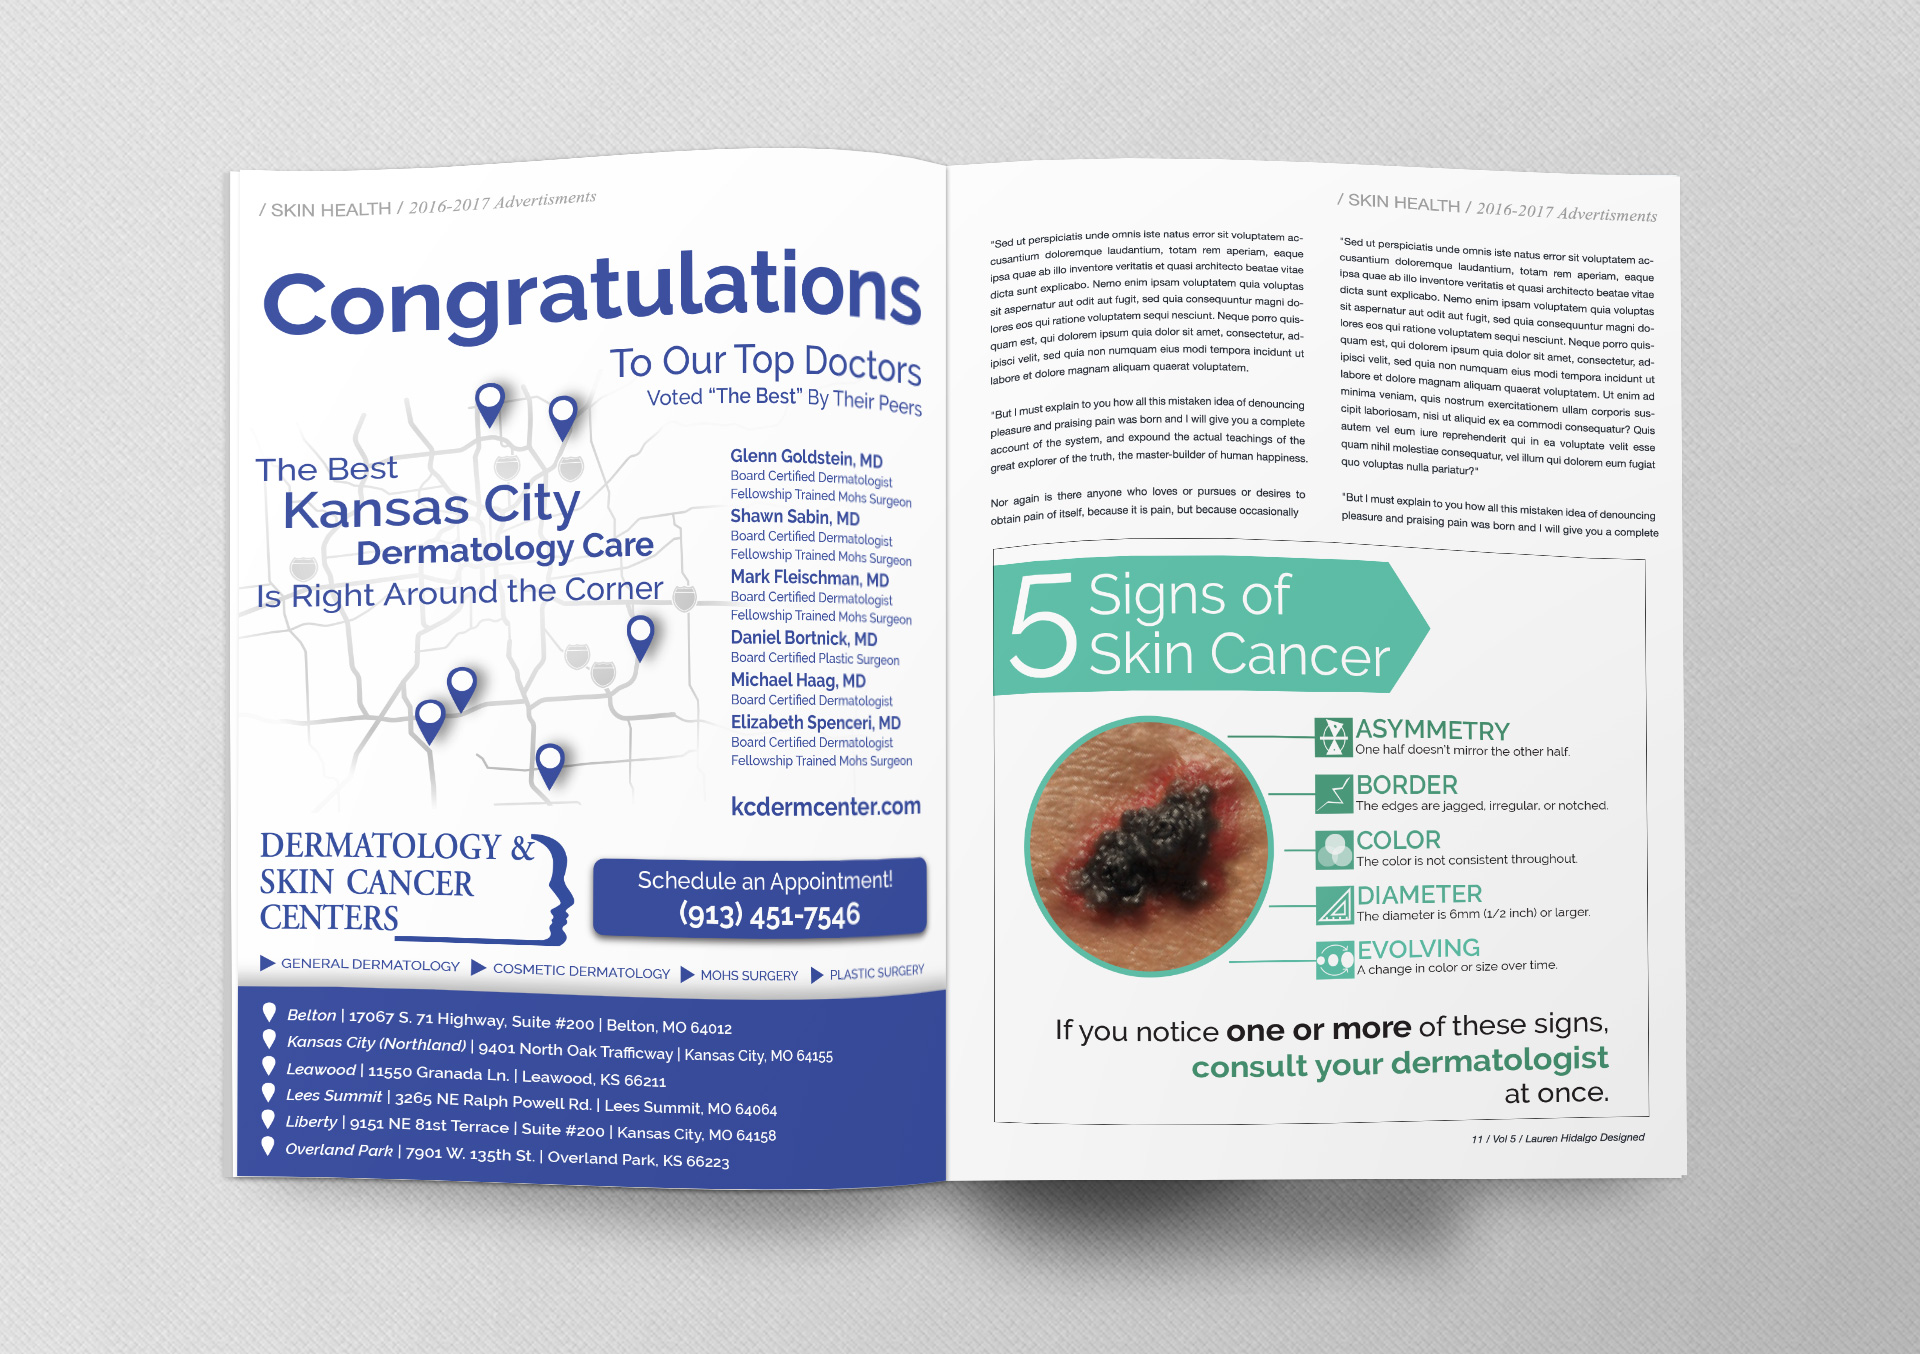 / SKIN HEALTH / 2016-2017 Advertisments
Congratulations
To Our Top Doctors
Voted “The Best” By Their Peers
The Best
Kansas City
Dermatology Care
Is Right Around the Corner
Glenn Goldstein, MD
Board Certified Dermatologist
Fellowship Trained Mohs Surgeon
Shawn Sabin, MD
Board Certified Dermatologist
Fellowship Trained Mohs Surgeon
Mark Fleischman, MD
Board Certified Dermatologist
Fellowship Trained Mohs Surgeon
Daniel Bortnick, MD
Board Certified Plastic Surgeon
Michael Haag, MD
Board Certified Dermatologist
Elizabeth Spenceri, MD
Board Certified Dermatologist
Fellowship Trained Mohs Surgeon
kcdermcenter.com
DERMATOLOGY &
SKIN CANCER
CENTERS
Schedule an Appointment!
(913) 451-7546
GENERAL DERMATOLOGY COSMETIC DERMATOLOGY MOHS SURGERY PLASTIC SURGERY
Belton | 17067 S. 71 Highway, Suite #200 | Belton, MO 64012
Kansas City (Northland) | 9401 North Oak Trafficway | Kansas City, MO 64155
Leawood | 11550 Granada Ln. | Leawood, KS 66211
Lees Summit | 3265 NE Ralph Powell Rd. | Lees Summit, MO 64064
Liberty | 9151 NE 81st Terrace | Suite #200 | Kansas City, MO 64158
Overland Park | 7901 W. 135th St. | Overland Park, KS 66223
/ SKIN HEALTH / 2016-2017 Advertisments
"Sed ut perspiciatis unde omnis iste natus error sit voluptatem ac-
cusantium doloremque laudantium, totam rem aperiam, eaque
ipsa quae ab illo inventore veritatis et quasi architecto beatae vitae
dicta sunt explicabo. Nemo enim ipsam voluptatem quia voluptas
sit aspernatur aut odit aut fugit, sed quia consequuntur magni do-
lores eos qui ratione voluptatem sequi nesciunt. Neque porro quis-
quam est, qui dolorem ipsum quia dolor sit amet, consectetur, ad-
ipisci velit, sed quia non numquam eius modi tempora incidunt ut
labore et dolore magnam aliquam quaerat voluptatem.
"But I must explain to you how all this mistaken idea of denouncing
pleasure and praising pain was born and I will give you a complete
account of the system, and expound the actual teachings of the
great explorer of the truth, the master-builder of human happiness.
Nor again is there anyone who loves or pursues or desires to
obtain pain of itself, because it is pain, but because occasionally
"Sed ut perspiciatis unde omnis iste natus error sit voluptatem ac-
cusantium doloremque laudantium, totam rem aperiam, eaque
ipsa quae ab illo inventore veritatis et quasi architecto beatae vitae
dicta sunt explicabo. Nemo enim ipsam voluptatem quia voluptas
sit aspernatur aut odit aut fugit, sed quia consequuntur magni do-
lores eos qui ratione voluptatem sequi nesciunt. Neque porro quis-
quam est, qui dolorem ipsum quia dolor sit amet, consectetur, ad-
ipisci velit, sed quia non numquam eius modi tempora incidunt ut
labore et dolore magnam aliquam quaerat voluptatem. Ut enim ad
minima veniam, quis nostrum exercitationem ullam corporis sus-
cipit laboriosam, nisi ut aliquid ex ea commodi consequatur? Quis
autem vel eum iure reprehenderit qui in ea voluptate velit esse
quam nihil molestiae consequatur, vel illum qui dolorem eum fugiat
quo voluptas nulla pariatur?"
"But I must explain to you how all this mistaken idea of denouncing
pleasure and praising pain was born and I will give you a complete
5 Signs of
Skin Cancer
ASYMMETRY
One half doesn't mirror the other half.
BORDER
The edges are jagged, irregular, or notched.
COLOR
The color is not consistent throughout.
DIAMETER
The diameter is 6mm (1/2 inch) or larger.
EVOLVING
A change in color or size over time.
If you notice one or more of these signs,
consult your dermatologist
at once.
11 / Vol 5 / Lauren Hidalgo Designed